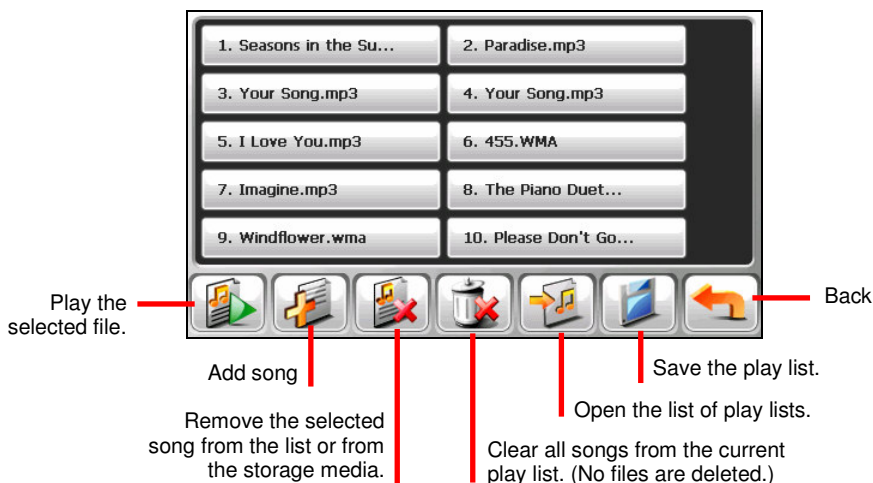 1. Seasons in the Su...
2. Paradise.mp3
3. Your Song.mp3
4. Your Song.mp3
5. I Love You.mp3
6. 455.WMA
7. Imagine.mp3
8. The Piano Duet...
9. Windflower.wma
10. Please Don't Go...
Play the
selected file.
Back
Add song
Save the play list.
Remove the selected
song from the list or from
the storage media.
Open the list of play lists.
Clear all songs from the current
play list. (No files are deleted.)